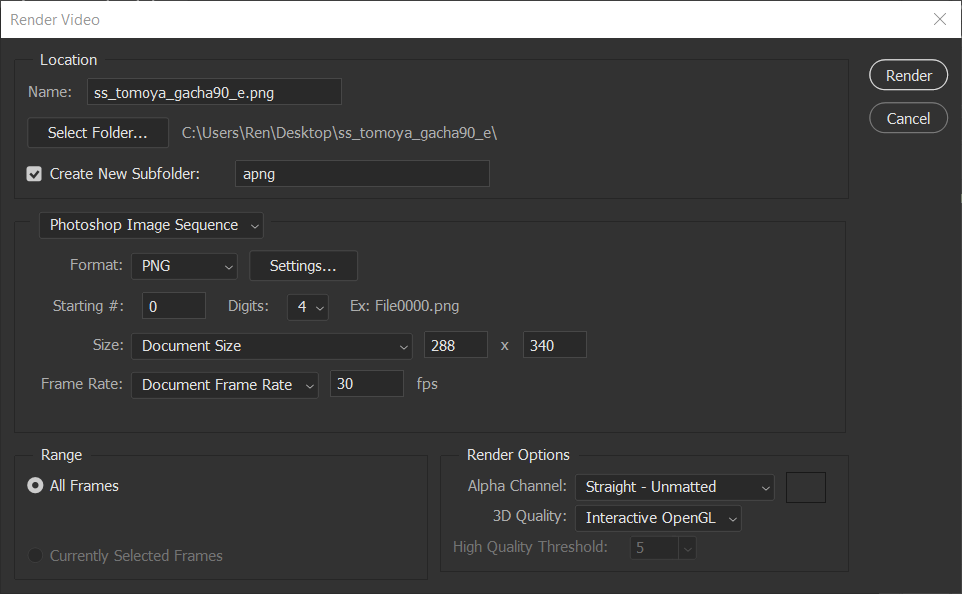 Render Video
Location
Name: ss_tomoya_gacha90_e.png
Render
Select Folder... C:\Users\Ren\Desktop\ss_tomoya_gacha90_e\
Cancel
Create New Subfolder: apng
Photoshop Image Sequence
Format: PNG Settings...
Starting #: 0 Digits: 4 Ex: File0000.png
Size: Document Size 288 x 340
Frame Rate: Document Frame Rate 30 fps
Range
All Frames
Currently Selected Frames
Render Options
Alpha Channel: Straight - Unmatted
3D Quality: Interactive OpenGL
High Quality Threshold: 5